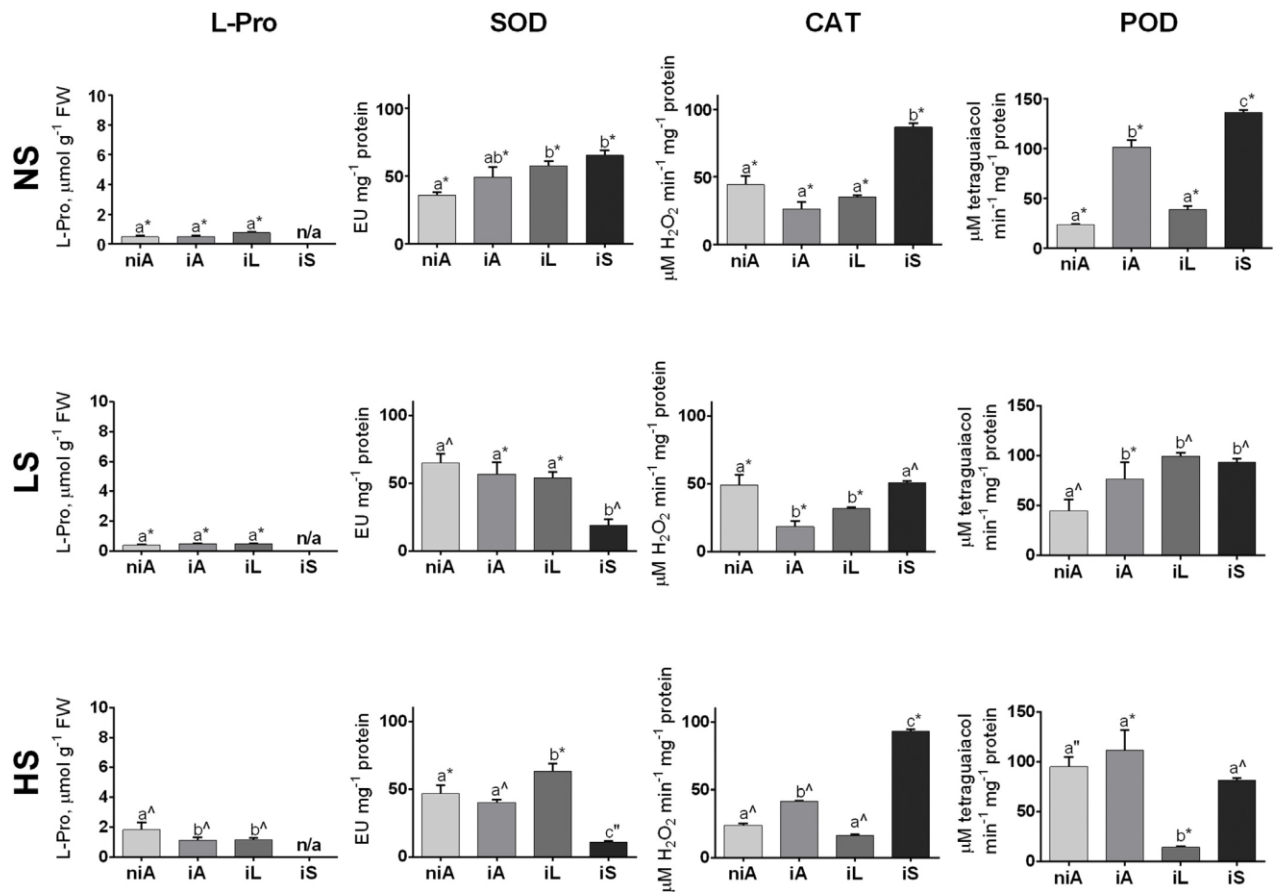 L-Pro SOD CAT POD
NS
L-Pro, μmol g-1 FW
10
8
6
4
2
0
a* a* a* n/a
niA iA iL iS
EU mg-1 protein
100
50
0
a* ab* b* b*
niA iA iL iS
μM H2O2 min-1 mg-1 protein
100
50
0
a* a* a* b*
niA iA iL iS
μM tetraguaiacol
min-1 mg-1 protein
150
100
50
0
a* b* a* c*
niA iA iL iS
LS
L-Pro, μmol g-1 FW
10
8
6
4
2
0
a* a* a* n/a
niA iA iL iS
EU mg-1 protein
100
50
0
a^ a* a* b^
niA iA iL iS
μM H2O2 min-1 mg-1 protein
100
50
0
a* b* b* a^
niA iA iL iS
μM tetraguaiacol
min-1 mg-1 protein
150
100
50
0
a^ b* b^ b^
niA iA iL iS
HS
L-Pro, μmol g-1 FW
10
8
6
4
2
0
a^ b^ b^ n/a
niA iA iL iS
EU mg-1 protein
100
50
0
a* a^ b* c"
niA iA iL iS
μM H2O2 min-1 mg-1 protein
100
50
0
a^ b^ a^ c*
niA iA iL iS
μM tetraguaiacol
min-1 mg-1 protein
150
100
50
0
a" a* b* a^
niA iA iL iS